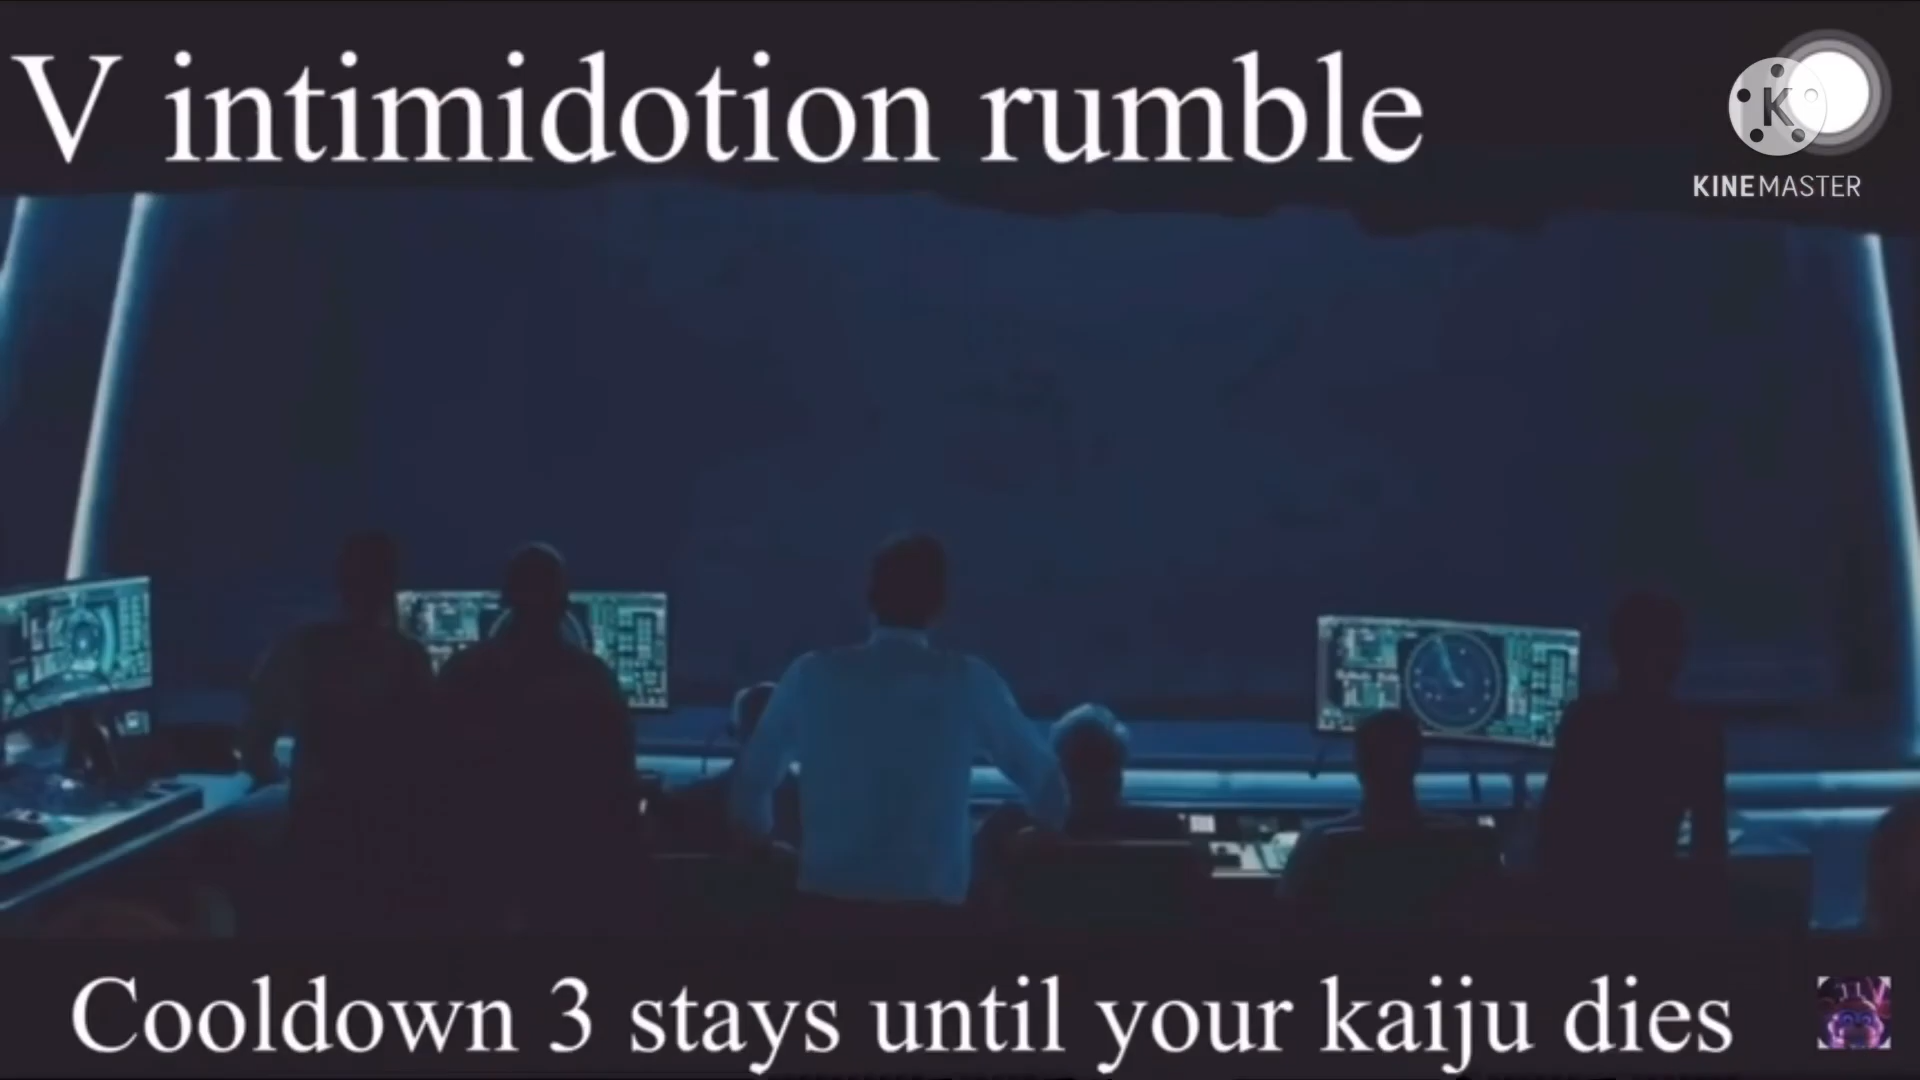 V intimidotion rumble
K
KINEMASTER
Cooldown 3 stays until your kaiju dies